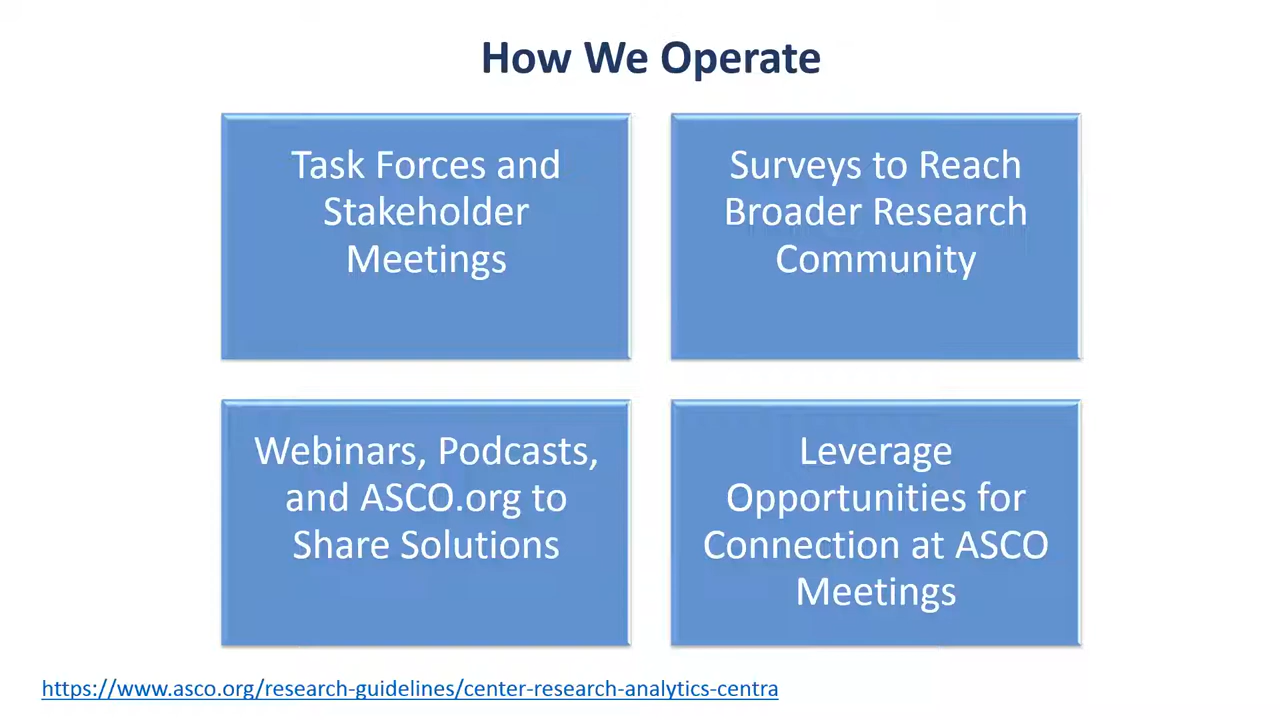 How We Operate
Task Forces and
Stakeholder
Meetings
Surveys to Reach
Broader Research
Community
Webinars, Podcasts,
and ASCO.org to
Share Solutions
Leverage
Opportunities for
Connection at ASCO
Meetings
https://www.asco.org/research-guidelines/center-research-analytics-centra